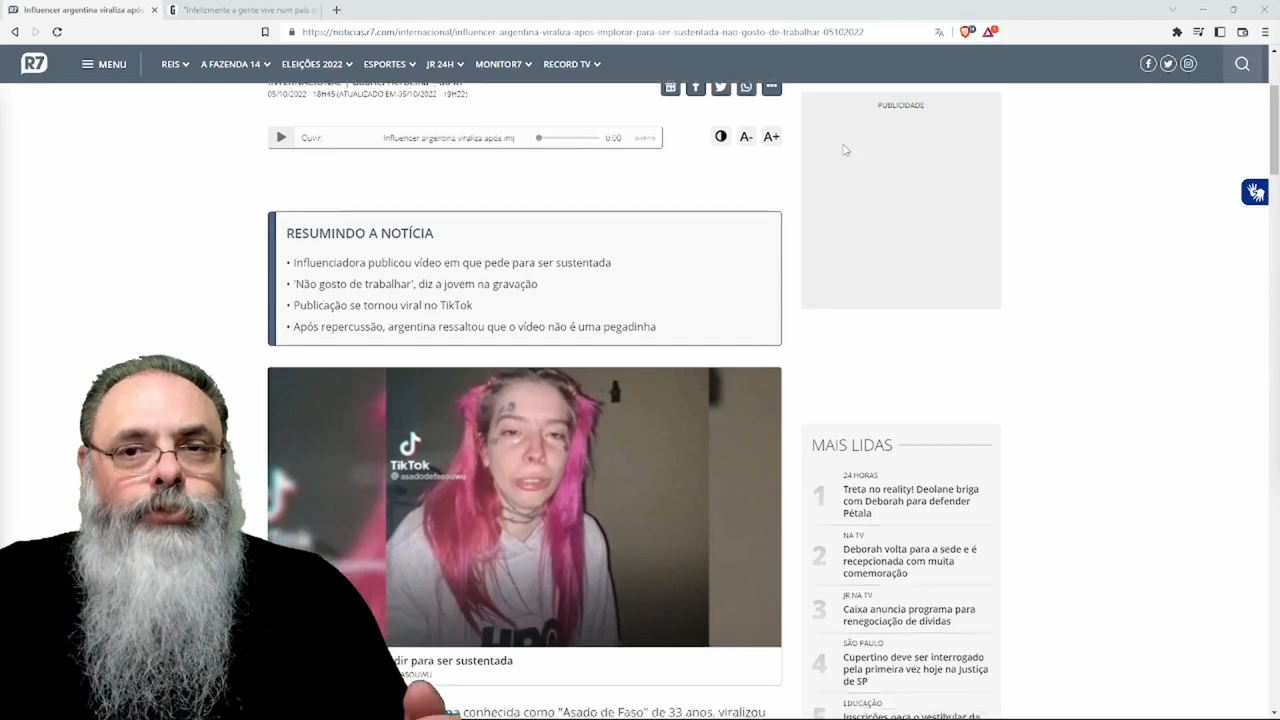 Influencer argentina viraliza após
"Infelizmente a gente vive num país
https://noticias.r7.com/internacional/influencer-argentina-viraliza-apos-implorar-para-ser-sustentada-nao-gosto-de-trabalhar-05102022
R7
MENU
REIS
A FAZENDA 14
ELEIÇÕES 2022
ESPORTES
JR 24H
MONITOR7
RECORD TV
05/10/2022 - 18H45 (ATUALIZADO EM 05/10/2022 19H22)
Ouvir:
Influencer argentina viraliza após
0:00
A-
A+
PUBLICIDADE
RESUMINDO A NOTÍCIA
• Influenciadora publicou vídeo em que pede para ser sustentada
• 'Não gosto de trabalhar', diz a jovem na gravação
• Publicação se tornou viral no TikTok
• Após repercussão, argentina ressaltou que o vídeo não é uma pegadinha
TikTok
@asadodefasouwu
dir para ser sustentada
conhecida como "Asado de Faso" de 33 anos, viralizou
MAIS LIDAS
24 HORAS
1
Treta no reality! Deolane briga
com Deborah para defender
Pétala
NA TV
2
Deborah volta para a sede e é
recepcionada com muita
comemoração
JR NA TV
3
Caixa anuncia programa para
renegociação de dívidas
SÃO PAULO
4
Cupertino deve ser interrogado
pela primeira vez hoje na Justiça
de SP
EDUCAÇÃO
Inscrições para o vestibular da